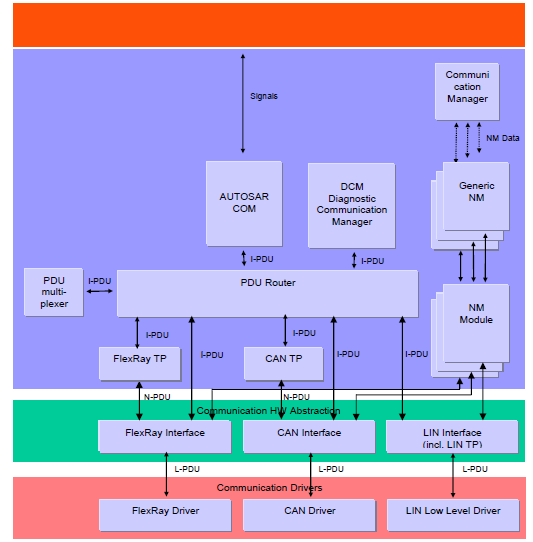 Communi
cation
Manager
Signals
NM Data
AUTOSAR
COM
DCM
Diagnostic
Communication
Manager
Generic
NM
I-PDU
I-PDU
PDU
multi-
plexer
I-PDU
PDU Router
NM
Module
I-PDU
I-PDU
I-PDU
I-PDU
I-PDU
FlexRay TP
CAN TP
N-PDU
N-PDU
Communication HW Abstraction
FlexRay Interface
CAN Interface
LIN Interface
(incl. LIN TP)
L-PDU
L-PDU
L-PDU
Communication Drivers
FlexRay Driver
CAN Driver
LIN Low Level Driver